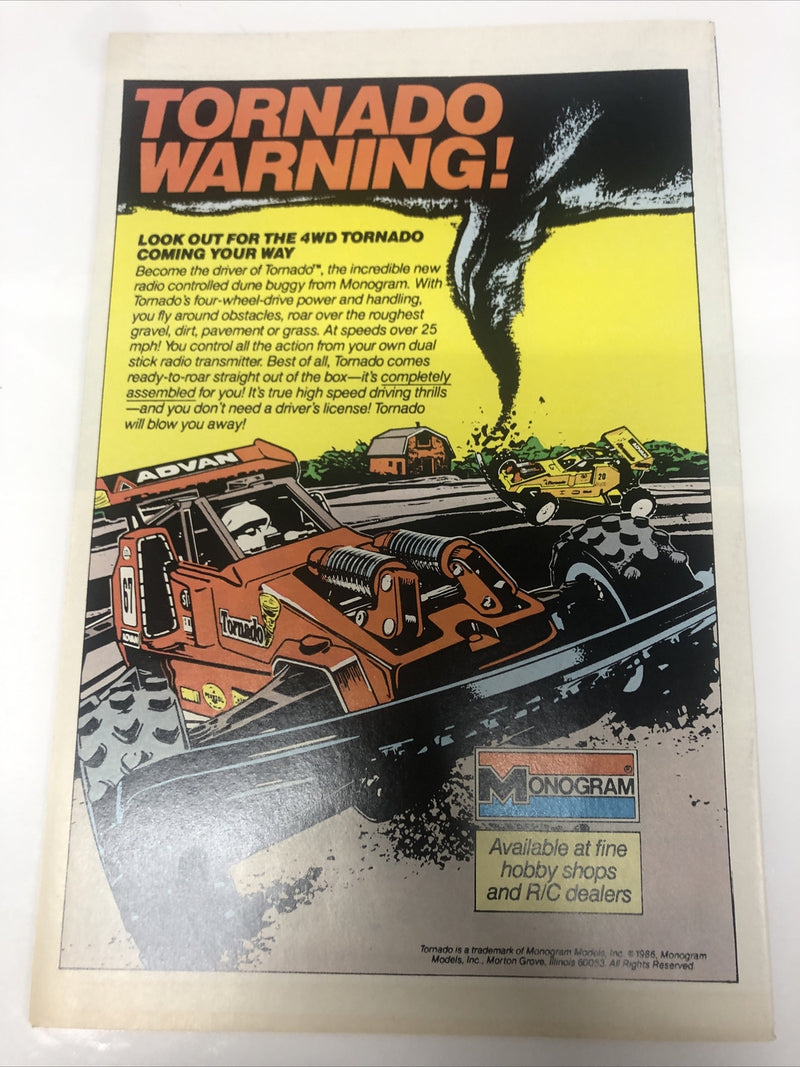 TORNADO
WARNING!
LOOK OUT FOR THE 4WD TORNADO
COMING YOUR WAY
Become the driver of Tornado™, the incredible new
radio controlled dune buggy from Monogram. With
Tornado's four-wheel-drive power and handling,
you fly around obstacles, roar over the roughest
gravel, dirt, pavement or grass. At speeds over 25
mph! You control all the action from your own dual
stick radio transmitter. Best of all, Tornado comes
ready-to-roar straight out of the box—it's completely
assembled for you! It's true high speed driving thrills
—and you don't need a driver's license! Tornado
will blow you away!
ADVAN
20
67
Tornado
MONOGRAM®
Available at fine
hobby shops
and R/C dealers
Tornado is a trademark of Monogram Models, Inc. © 1986, Monogram
Models, Inc., Morton Grove, Illinois 60053. All Rights Reserved.